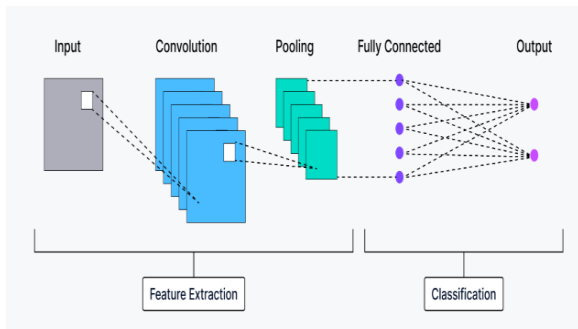 Input
Convolution
Pooling
Fully Connected
Output
Feature Extraction
Classification